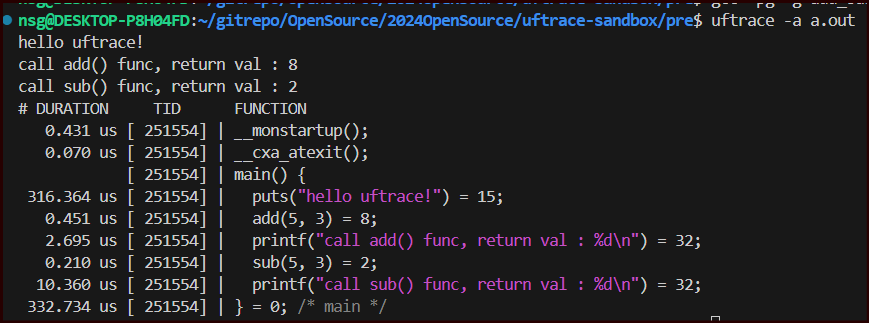 nsg@DESKTOP-P8H04FD:~/gitrepo/OpenSource/2024OpenSource/uftrace-sandbox/pre$ uftrace -a a.out
hello uftrace!
call add() func, return val : 8
call sub() func, return val : 2
# DURATION     TID      FUNCTION
   0.431 us [ 251554] | __monstartup();
   0.070 us [ 251554] | __cxa_atexit();
            [ 251554] | main() {
 316.364 us [ 251554] |   puts("hello uftrace!") = 15;
   0.451 us [ 251554] |   add(5, 3) = 8;
   2.695 us [ 251554] |   printf("call add() func, return val : %d\n") = 32;
   0.210 us [ 251554] |   sub(5, 3) = 2;
  10.360 us [ 251554] |   printf("call sub() func, return val : %d\n") = 32;
 332.734 us [ 251554] | } = 0; /* main */